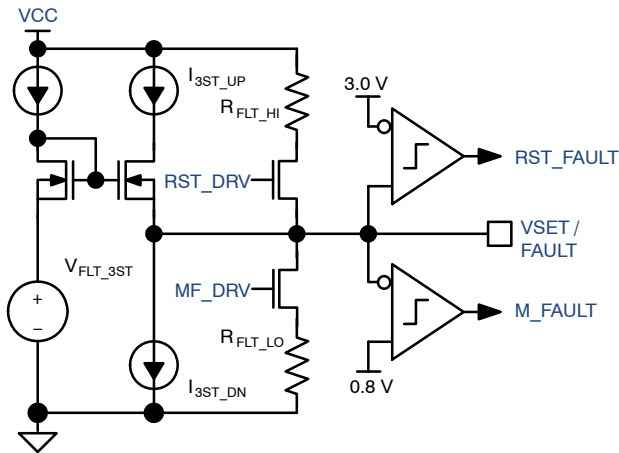 VCC
I3ST_UP
RFLT_HI
3.0 V
RST_FAULT
RST_DRV
VSET /
FAULT
VFLT_3ST
+
–
MF_DRV
M_FAULT
RFLT_LO
I3ST_DN
0.8 V